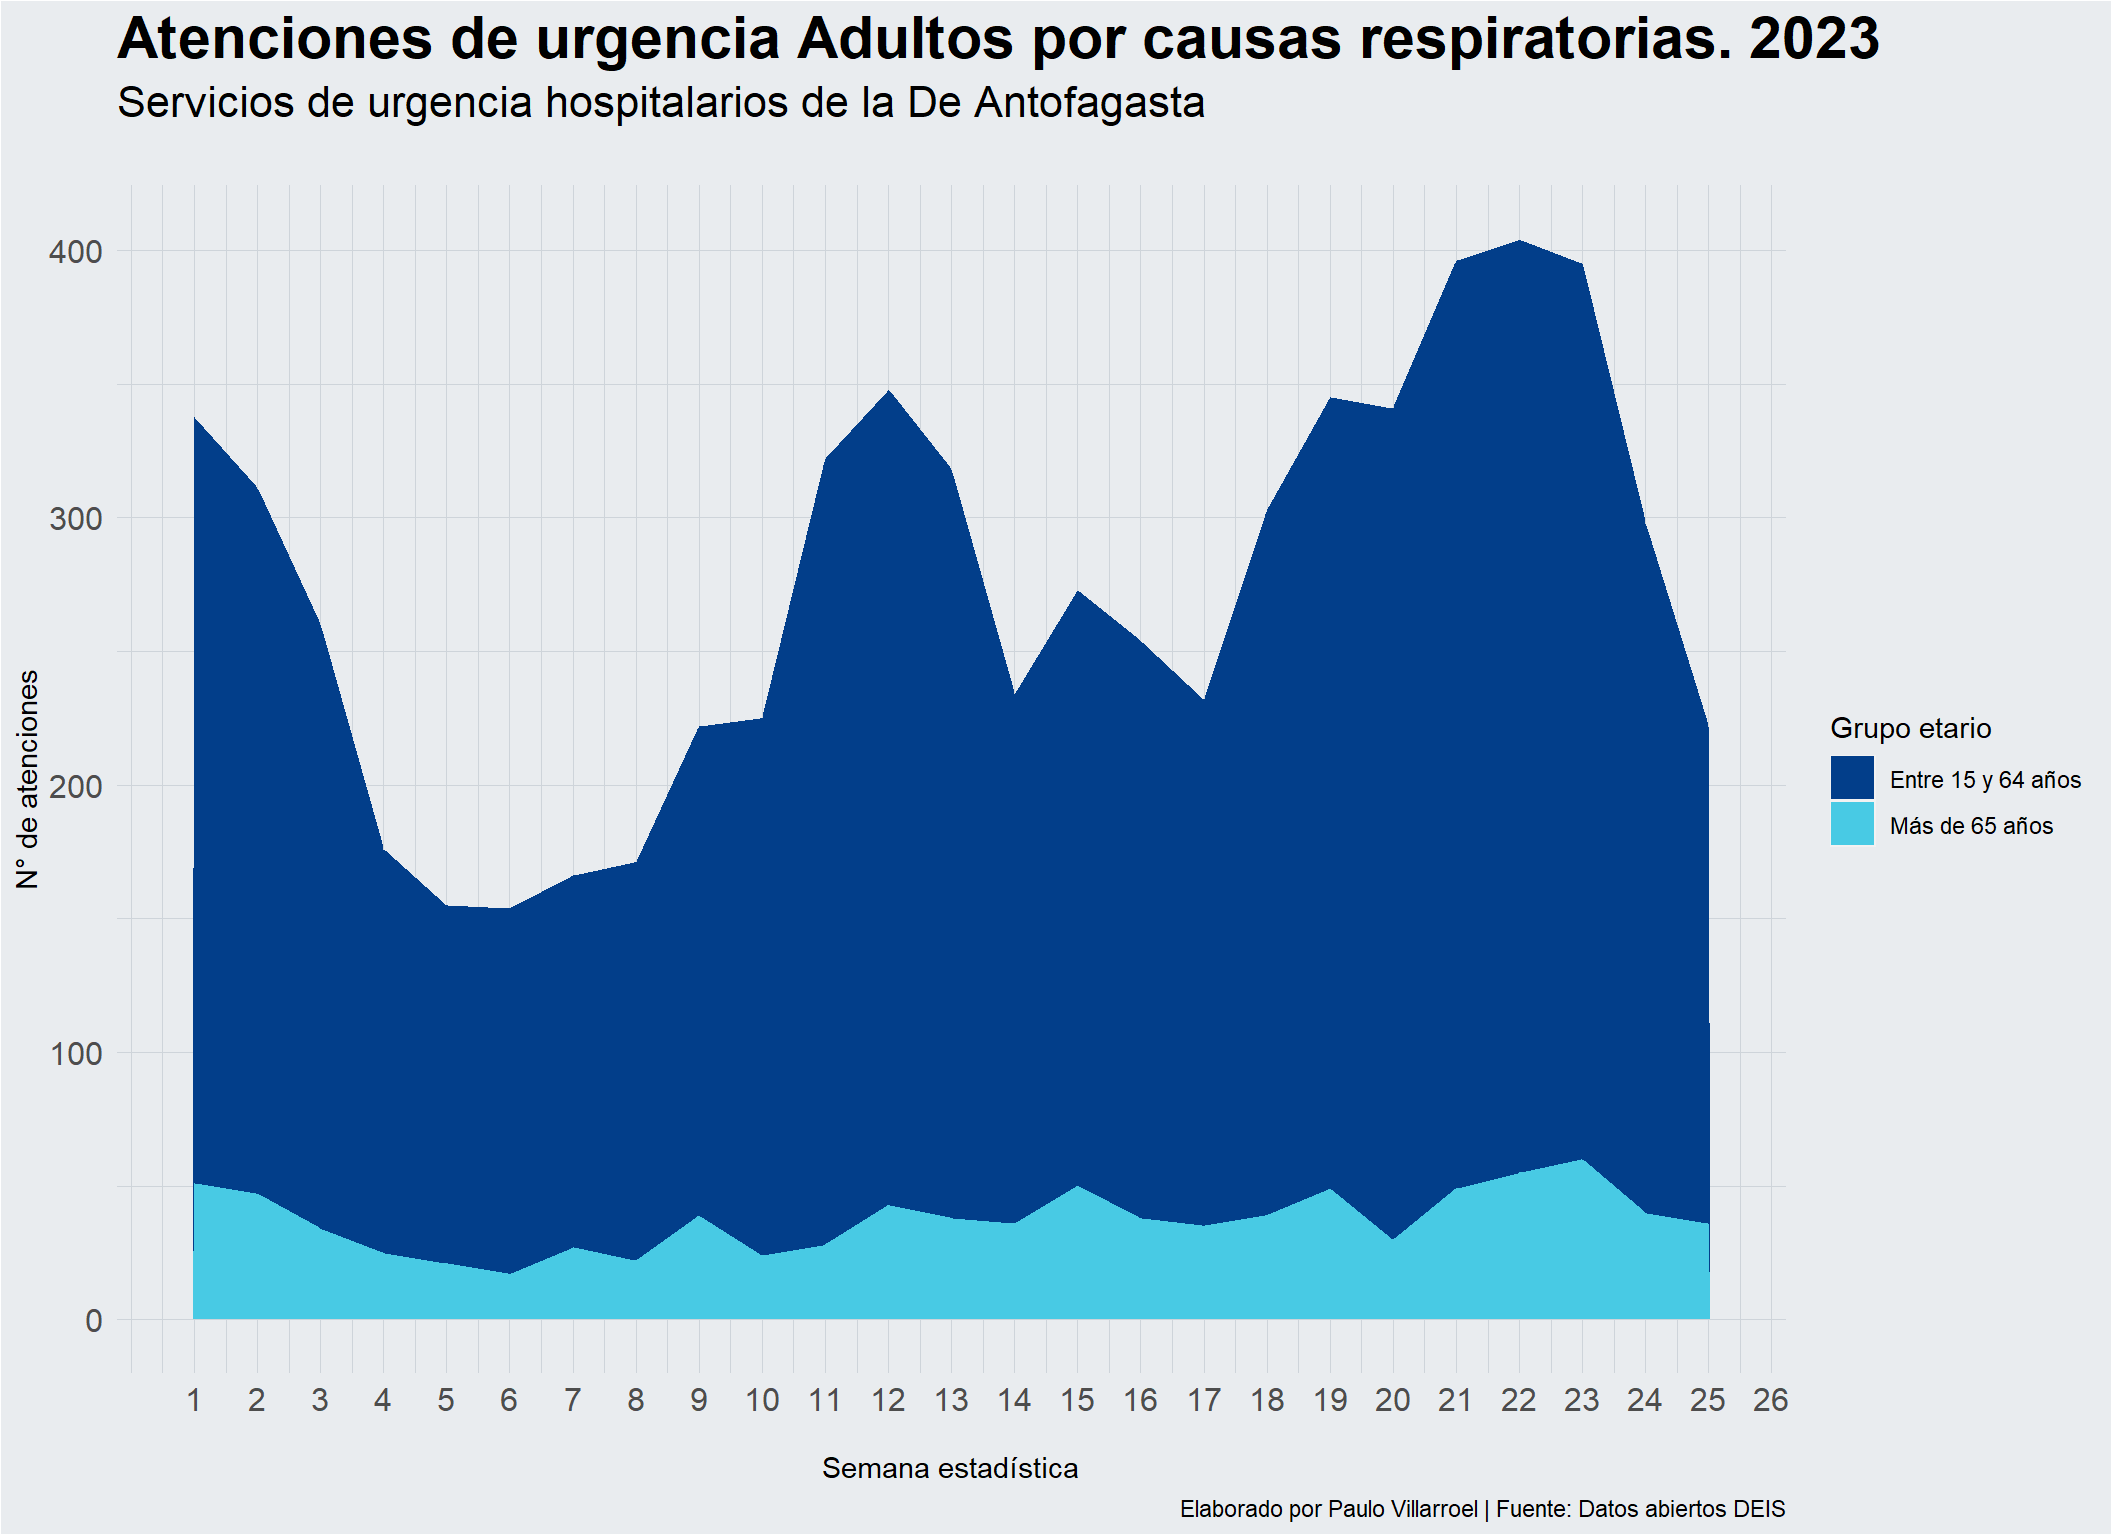 Atenciones de urgencia Adultos por causas respiratorias. 2023
Servicios de urgencia hospitalarios de la De Antofagasta
N° de atenciones
400
300
200
100
0
1 2 3 4 5 6 7 8 9 10 11 12 13 14 15 16 17 18 19 20 21 22 23 24 25 26
Semana estadística
Grupo etario
Entre 15 y 64 años
Más de 65 años
Elaborado por Paulo Villarroel | Fuente: Datos abiertos DEIS